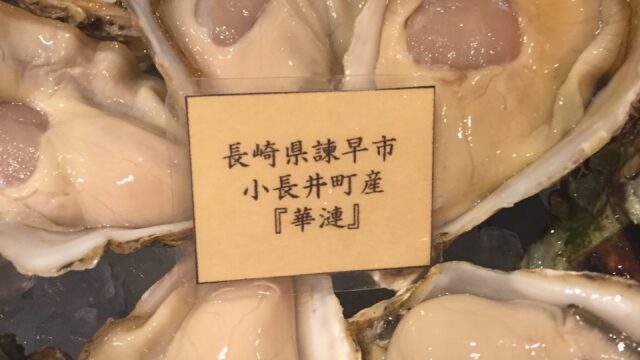 長崎県諫早市
小長井町産
『華漣』